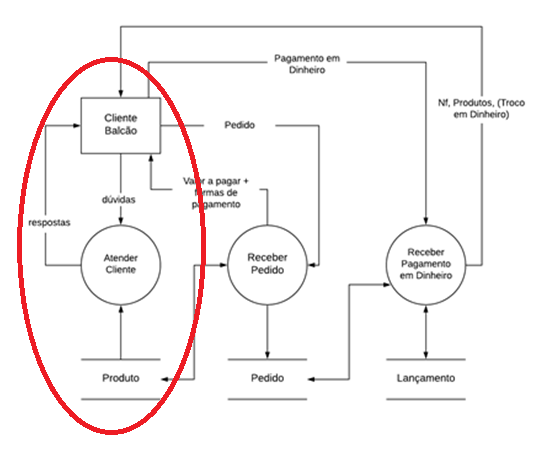 Pagamento em
Dinheiro
Nf, Produtos, (Troco
em Dinheiro)
Cliente
Balcão
Pedido
Valor a pagar +
formas de
pagamento
dúvidas
respostas
Atender
Cliente
Receber
Pedido
Receber
Pagamento
em Dinheiro
Produto
Pedido
Lançamento